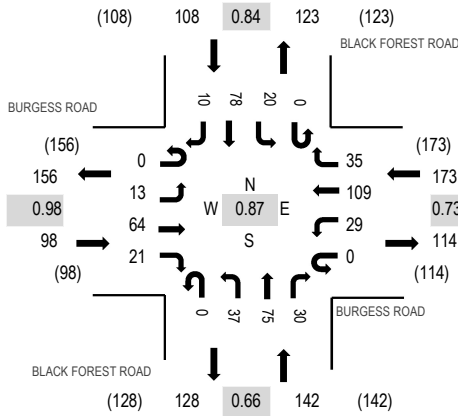 (108) 108 0.84 123 (123)
BLACK FOREST ROAD
BURGESS ROAD
10 78 20 0
(156) (173)
0 35
156 173
13 N 109
0.98 W 0.87 E 0.73
64 S 29
98 114
21 0
(98) (114)
0 37 75 30
BURGESS ROAD
BLACK FOREST ROAD
(128) 128 0.66 142 (142)